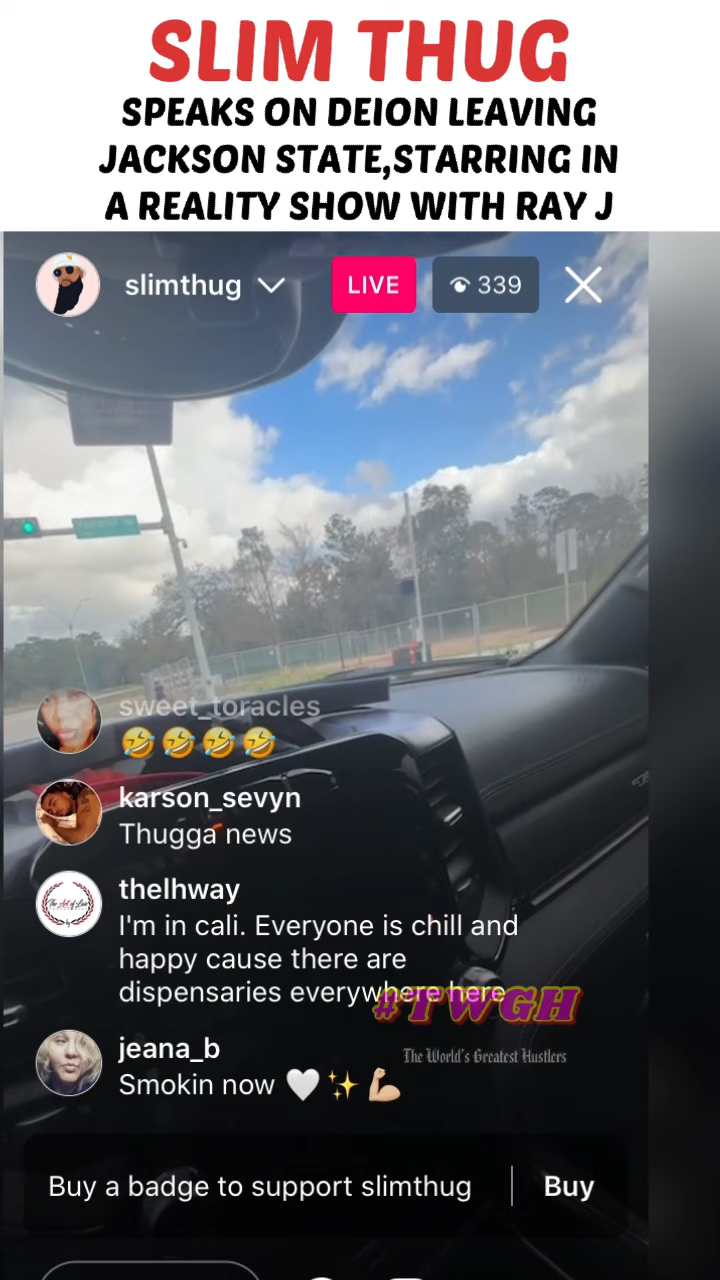 SLIM THUG
SPEAKS ON DEION LEAVING
JACKSON STATE,STARRING IN
A REALITY SHOW WITH RAY J
slimthug
LIVE
339
sweet_toracles
🤣🤣🤣🤣
karson_sevyn
Thugga news
thelhway
I'm in cali. Everyone is chill and
happy cause there are
dispensaries everywhere here
#TWGH
The World's Greatest Hustlers
jeana_b
Smokin now 🤍✨💪🏼
Buy a badge to support slimthug
Buy